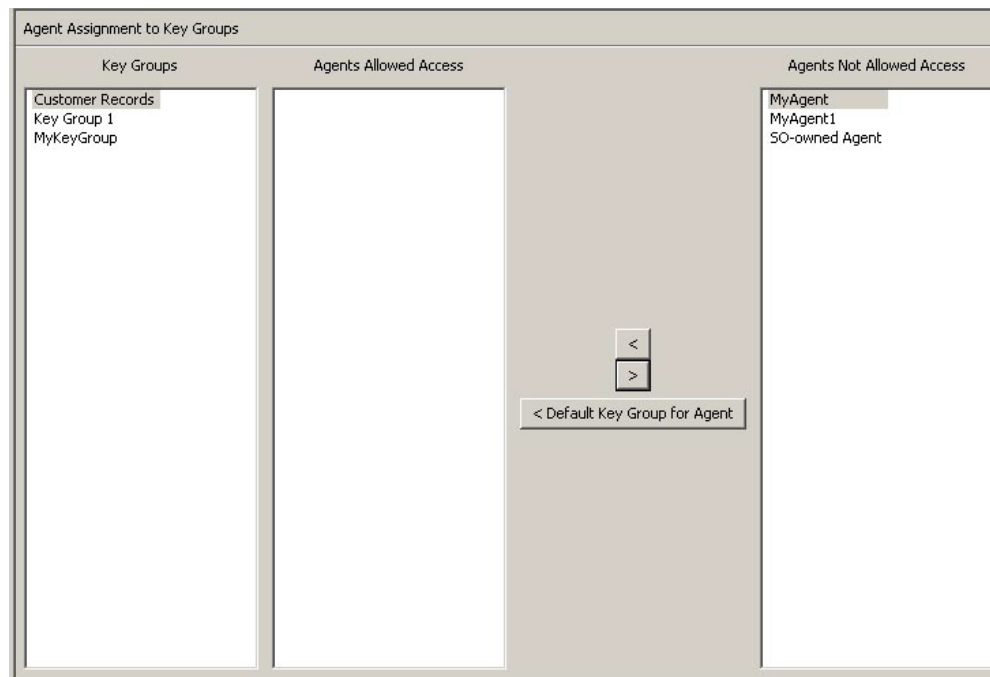 Agent Assignment to Key Groups
Key Groups
Agents Allowed Access
Agents Not Allowed Access
Customer Records
Key Group 1
MyKeyGroup
<
>
< Default Key Group for Agent
MyAgent
MyAgent1
SO-owned Agent